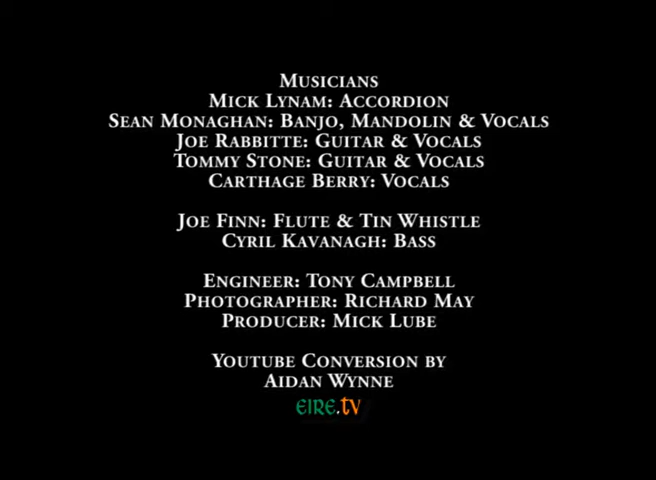 Musicians
Mick Lynam: Accordion
Sean Monaghan: Banjo, Mandolin & Vocals
Joe Rabbitte: Guitar & Vocals
Tommy Stone: Guitar & Vocals
Carthage Berry: Vocals
Joe Finn: Flute & Tin Whistle
Cyril Kavanagh: Bass
Engineer: Tony Campbell
Photographer: Richard May
Producer: Mick Lube
Youtube Conversion by
Aidan Wynne
EIRE.TV